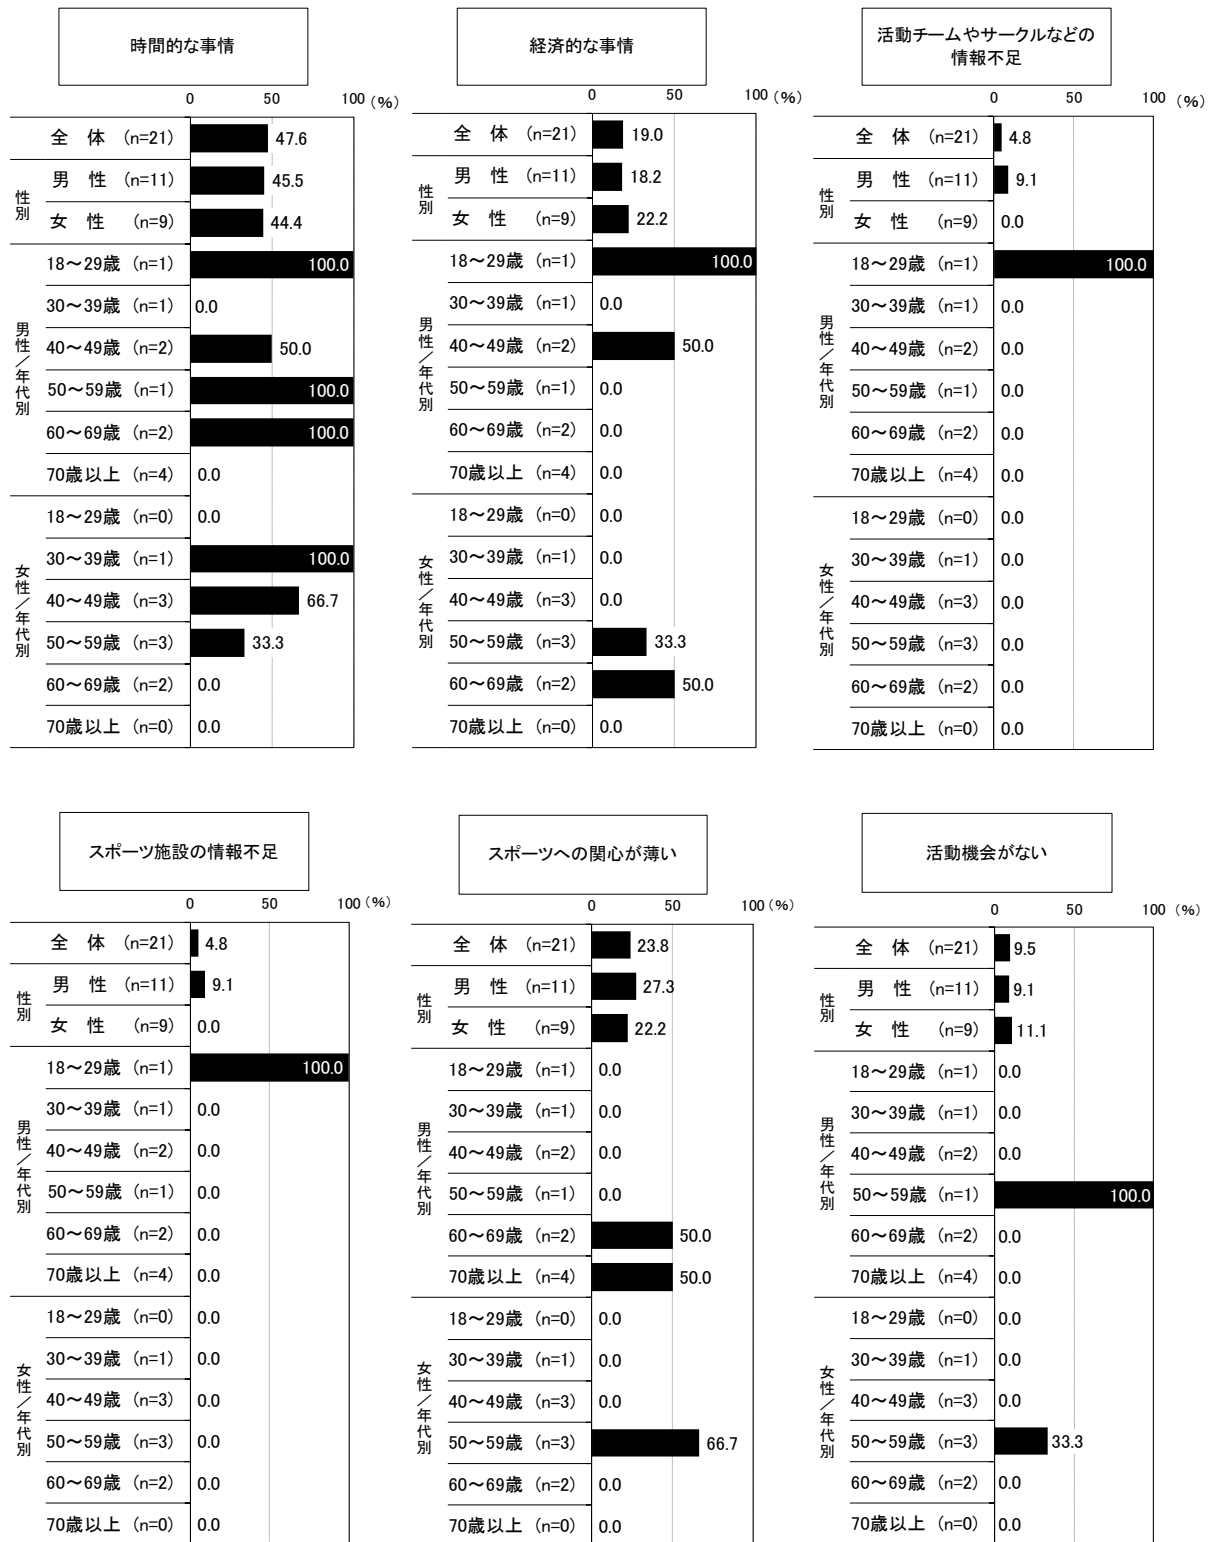 時間的な事情
0 50 100 (%)
全 体 (n=21) 47.6
性別
男 性 (n=11) 45.5
女 性 (n=9) 44.4
男性/年代別
18～29歳 (n=1) 100.0
30～39歳 (n=1) 0.0
40～49歳 (n=2) 50.0
50～59歳 (n=1) 100.0
60～69歳 (n=2) 100.0
70歳以上 (n=4) 0.0
女性/年代別
18～29歳 (n=0) 0.0
30～39歳 (n=1) 100.0
40～49歳 (n=3) 66.7
50～59歳 (n=3) 33.3
60～69歳 (n=2) 0.0
70歳以上 (n=0) 0.0
経済的な事情
0 50 100 (%)
全 体 (n=21) 19.0
性別
男 性 (n=11) 18.2
女 性 (n=9) 22.2
男性/年代別
18～29歳 (n=1) 100.0
30～39歳 (n=1) 0.0
40～49歳 (n=2) 50.0
50～59歳 (n=1) 0.0
60～69歳 (n=2) 0.0
70歳以上 (n=4) 0.0
女性/年代別
18～29歳 (n=0) 0.0
30～39歳 (n=1) 0.0
40～49歳 (n=3) 0.0
50～59歳 (n=3) 33.3
60～69歳 (n=2) 50.0
70歳以上 (n=0) 0.0
活動チームやサークルなどの
情報不足
0 50 100 (%)
全 体 (n=21) 4.8
性別
男 性 (n=11) 9.1
女 性 (n=9) 0.0
男性/年代別
18～29歳 (n=1) 100.0
30～39歳 (n=1) 0.0
40～49歳 (n=2) 0.0
50～59歳 (n=1) 0.0
60～69歳 (n=2) 0.0
70歳以上 (n=4) 0.0
女性/年代別
18～29歳 (n=0) 0.0
30～39歳 (n=1) 0.0
40～49歳 (n=3) 0.0
50～59歳 (n=3) 0.0
60～69歳 (n=2) 0.0
70歳以上 (n=0) 0.0
スポーツ施設の情報不足
0 50 100 (%)
全 体 (n=21) 4.8
性別
男 性 (n=11) 9.1
女 性 (n=9) 0.0
男性/年代別
18～29歳 (n=1) 100.0
30～39歳 (n=1) 0.0
40～49歳 (n=2) 0.0
50～59歳 (n=1) 0.0
60～69歳 (n=2) 0.0
70歳以上 (n=4) 0.0
女性/年代別
18～29歳 (n=0) 0.0
30～39歳 (n=1) 0.0
40～49歳 (n=3) 0.0
50～59歳 (n=3) 0.0
60～69歳 (n=2) 0.0
70歳以上 (n=0) 0.0
スポーツへの関心が薄い
0 50 100 (%)
全 体 (n=21) 23.8
性別
男 性 (n=11) 27.3
女 性 (n=9) 22.2
男性/年代別
18～29歳 (n=1) 0.0
30～39歳 (n=1) 0.0
40～49歳 (n=2) 0.0
50～59歳 (n=1) 0.0
60～69歳 (n=2) 50.0
70歳以上 (n=4) 50.0
女性/年代別
18～29歳 (n=0) 0.0
30～39歳 (n=1) 0.0
40～49歳 (n=3) 0.0
50～59歳 (n=3) 66.7
60～69歳 (n=2) 0.0
70歳以上 (n=0) 0.0
活動機会がない
0 50 100 (%)
全 体 (n=21) 9.5
性別
男 性 (n=11) 9.1
女 性 (n=9) 11.1
男性/年代別
18～29歳 (n=1) 0.0
30～39歳 (n=1) 0.0
40～49歳 (n=2) 0.0
50～59歳 (n=1) 100.0
60～69歳 (n=2) 0.0
70歳以上 (n=4) 0.0
女性/年代別
18～29歳 (n=0) 0.0
30～39歳 (n=1) 0.0
40～49歳 (n=3) 0.0
50～59歳 (n=3) 33.3
60～69歳 (n=2) 0.0
70歳以上 (n=0) 0.0